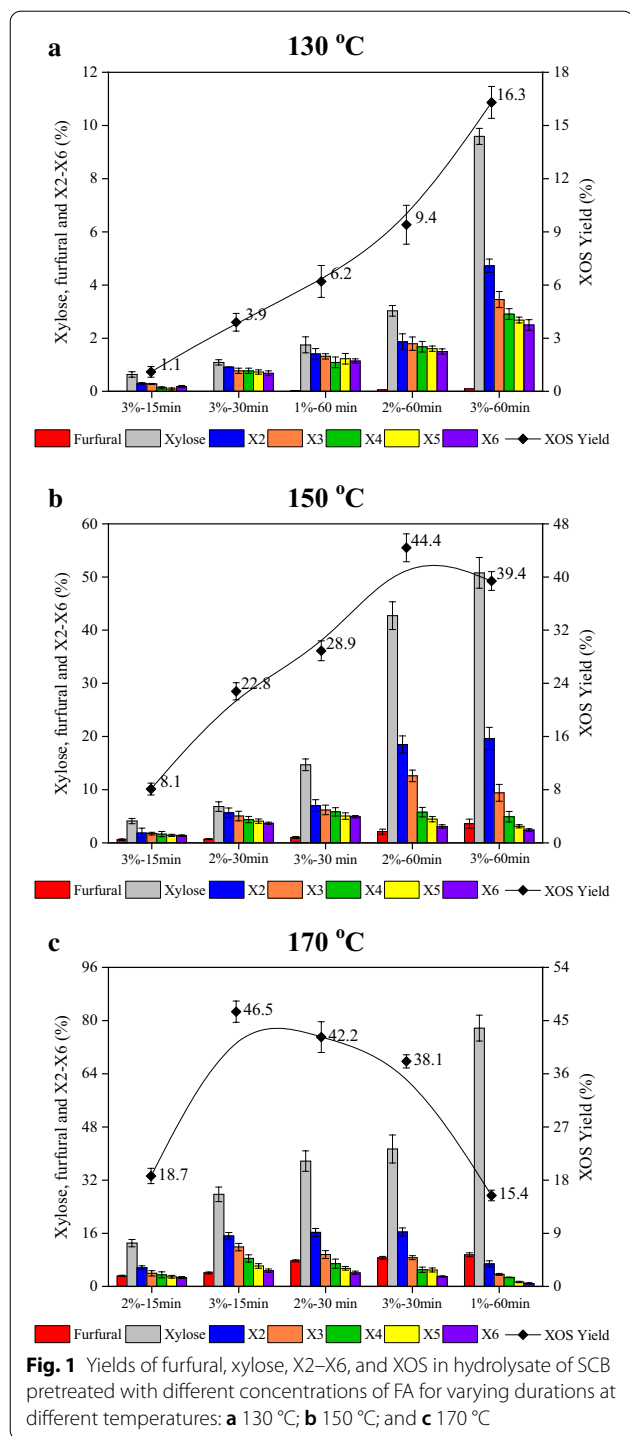 a
130 °C
Xylose, furfural and X2-X6 (%)
12
10
8
6
4
2
0
18
15
12
9
6
3
0
XOS Yield (%)
1.1
3.9
6.2
9.4
16.3
3%-15min
3%-30min
1%-60 min
2%-60min
3%-60min
Furfural Xylose X2 X3 X4 X5 X6 XOS Yield
b
150 °C
Xylose, furfural and X2-X6 (%)
60
50
40
30
20
10
0
48
40
32
24
16
8
0
XOS Yield (%)
8.1
22.8
28.9
44.4
39.4
3%-15min
2%-30min
3%-30 min
2%-60min
3%-60min
Furfural Xylose X2 X3 X4 X5 X6 XOS Yield
c
170 °C
Xylose, furfural and X2-X6 (%)
96
80
64
48
32
16
0
54
45
36
27
18
9
0
XOS Yield (%)
18.7
46.5
42.2
38.1
15.4
2%-15min
3%-15min
2%-30 min
3%-30min
1%-60min
Furfural Xylose X2 X3 X4 X5 X6 XOS Yield
Fig. 1 Yields of furfural, xylose, X2–X6, and XOS in hydrolysate of SCB
pretreated with different concentrations of FA for varying durations at
different temperatures: a 130 °C; b 150 °C; and c 170 °C